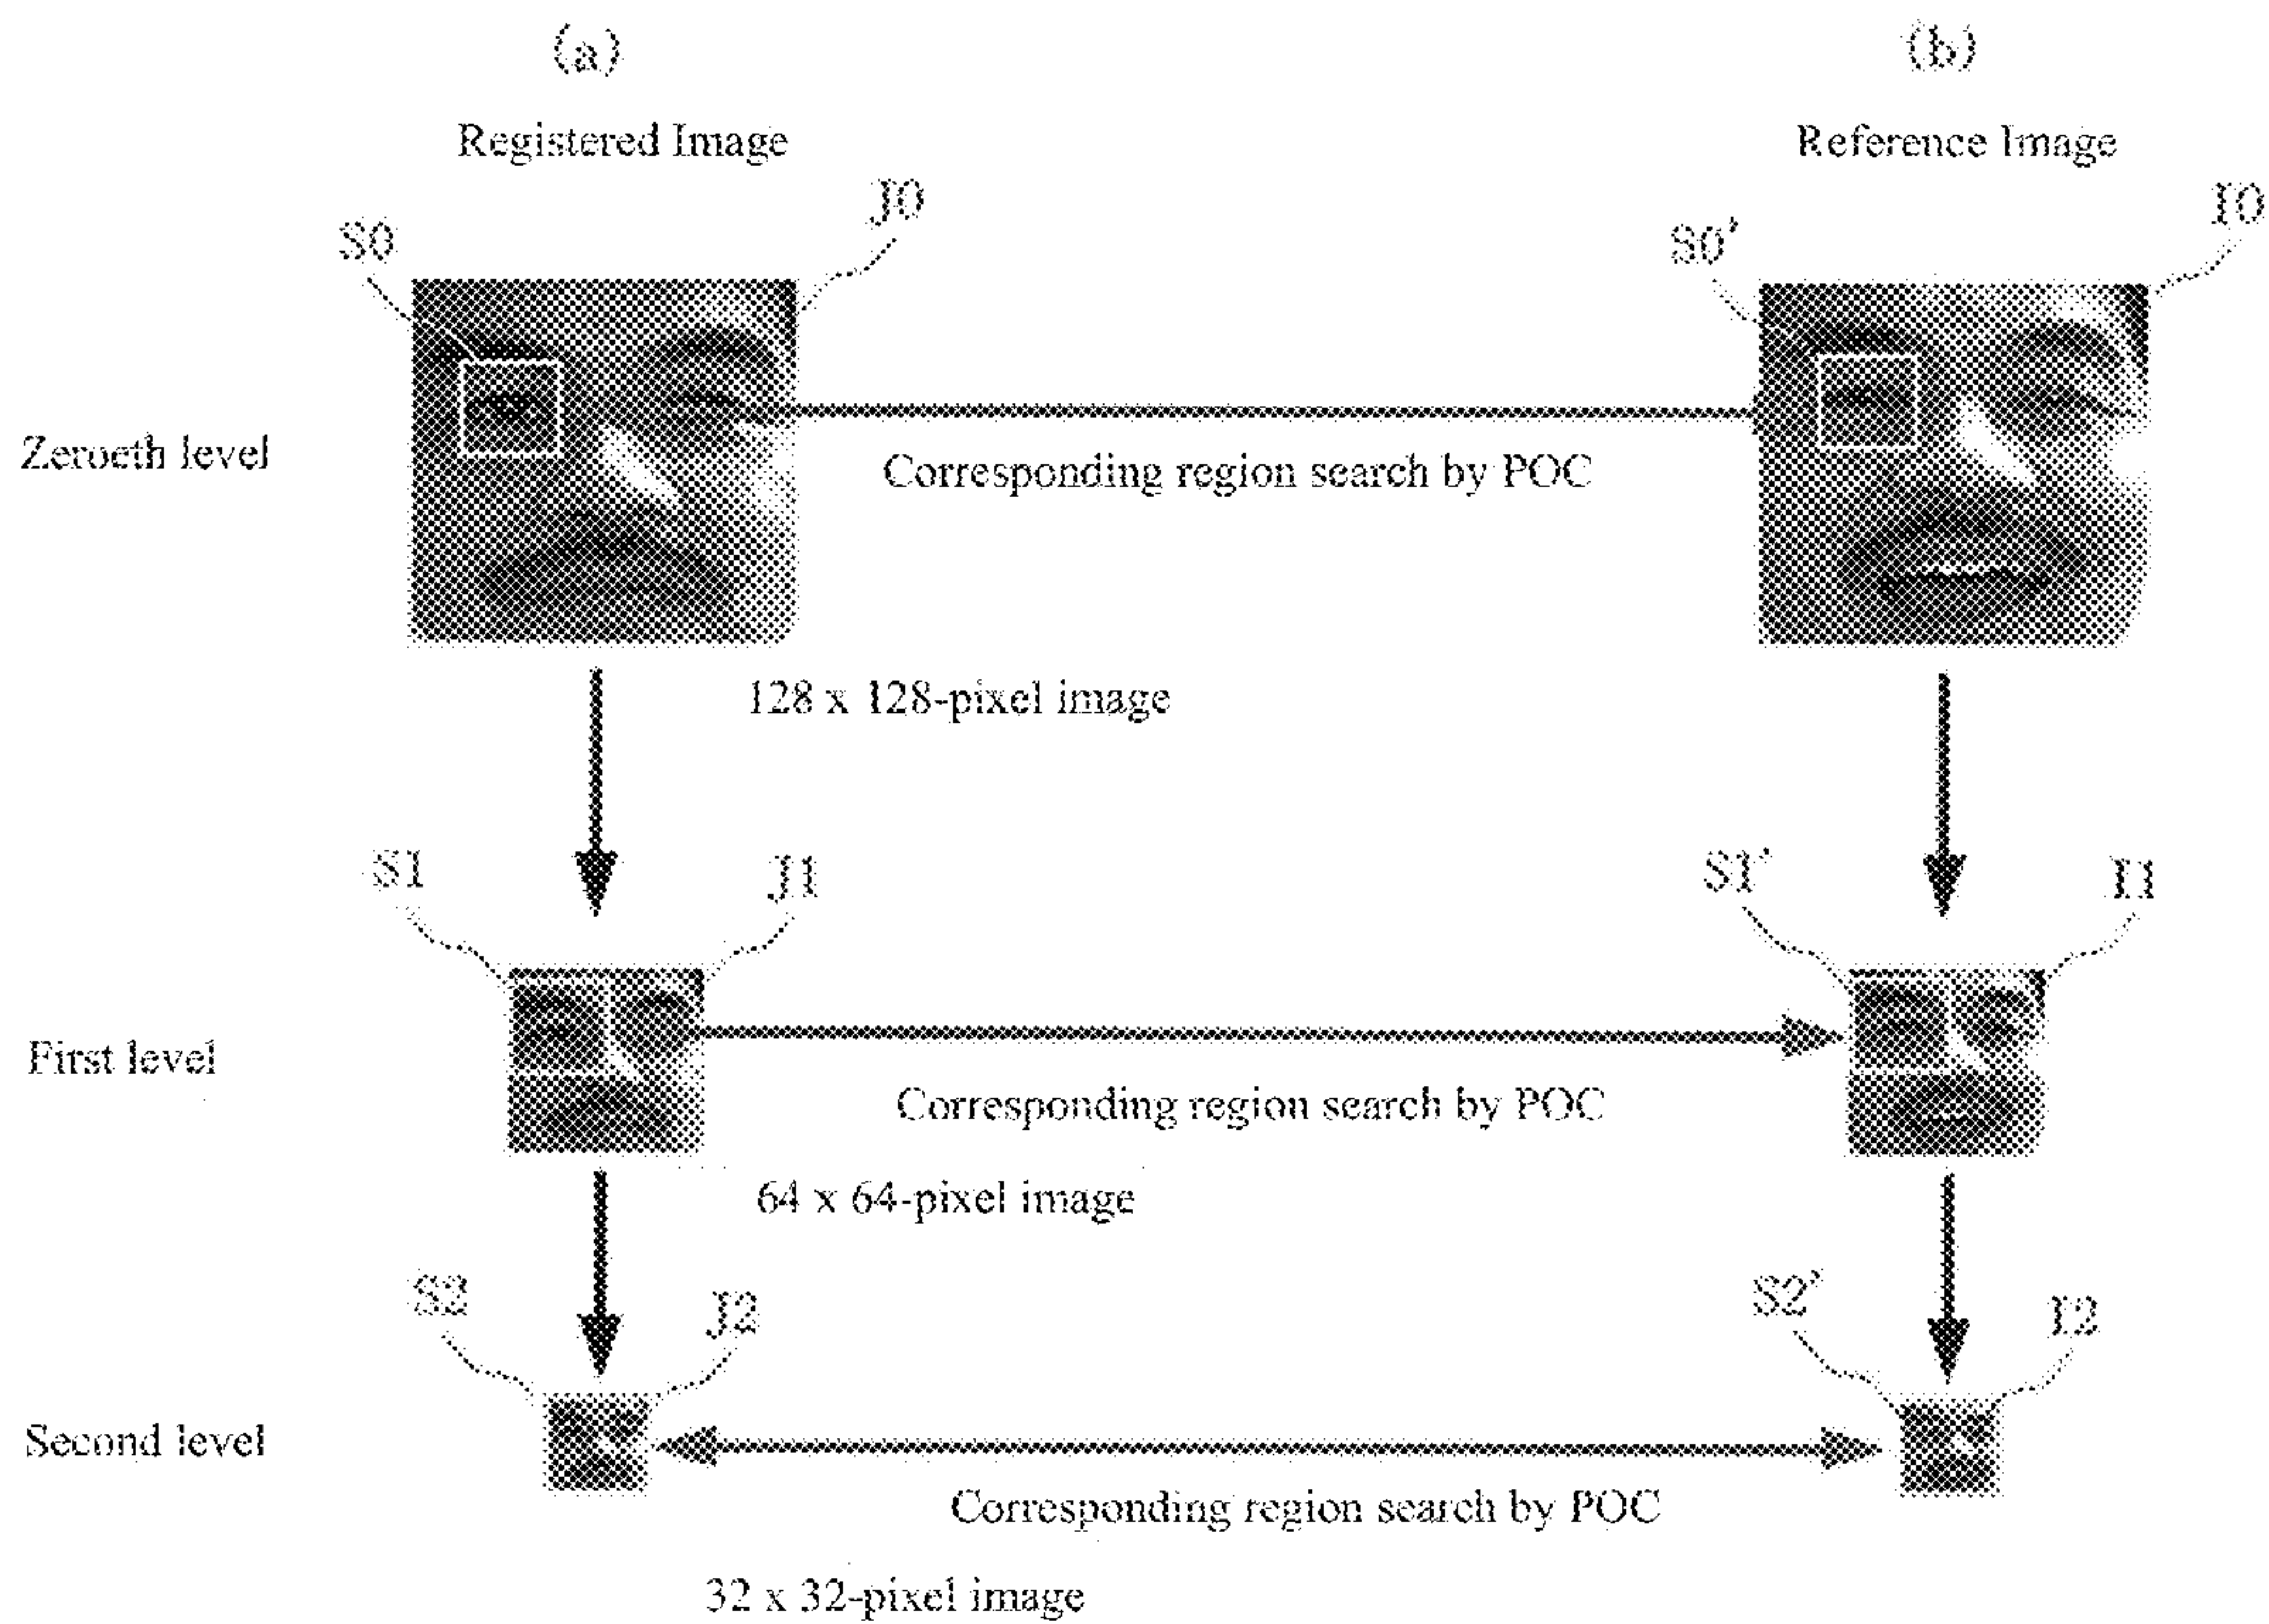 (a)
(b)
Registered Image
Reference Image
S0
J0
S0'
I0
Zeroeth level
Corresponding region search by POC
128 x 128-pixel image
S1
J1
S1'
I1
First level
Corresponding region search by POC
64 x 64-pixel image
S2
J2
S2'
I2
Second level
Corresponding region search by POC
32 x 32-pixel image